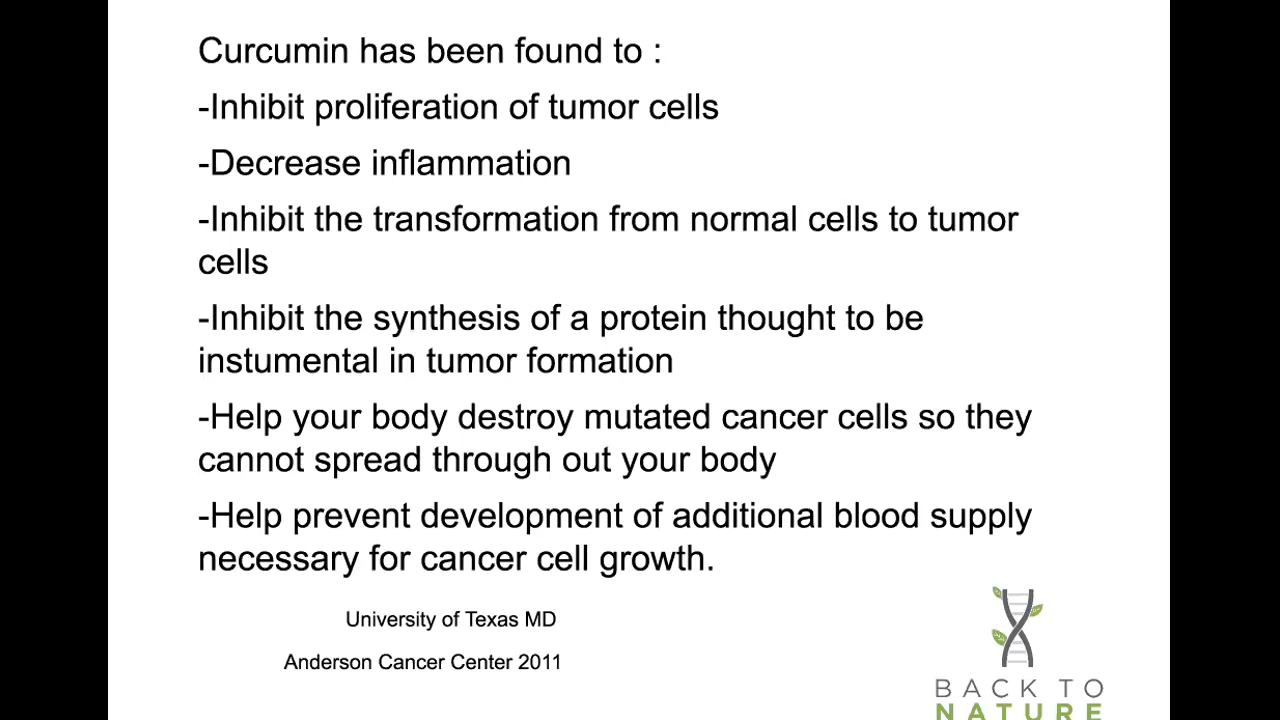 Curcumin has been found to :
-Inhibit proliferation of tumor cells
-Decrease inflammation
-Inhibit the transformation from normal cells to tumor
cells
-Inhibit the synthesis of a protein thought to be
instumental in tumor formation
-Help your body destroy mutated cancer cells so they
cannot spread through out your body
-Help prevent development of additional blood supply
necessary for cancer cell growth.
University of Texas MD
Anderson Cancer Center 2011
BACK TO
NATURE